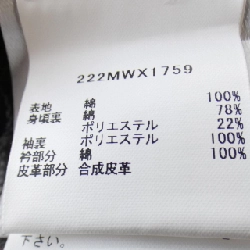 222MWX1759
表地 綿 100%
身頃裏 綿 78%
ポリエステル 22%
袖裏 ポリエステル 100%
衿部分 綿 100%
皮革部分 合成皮革
下さい。